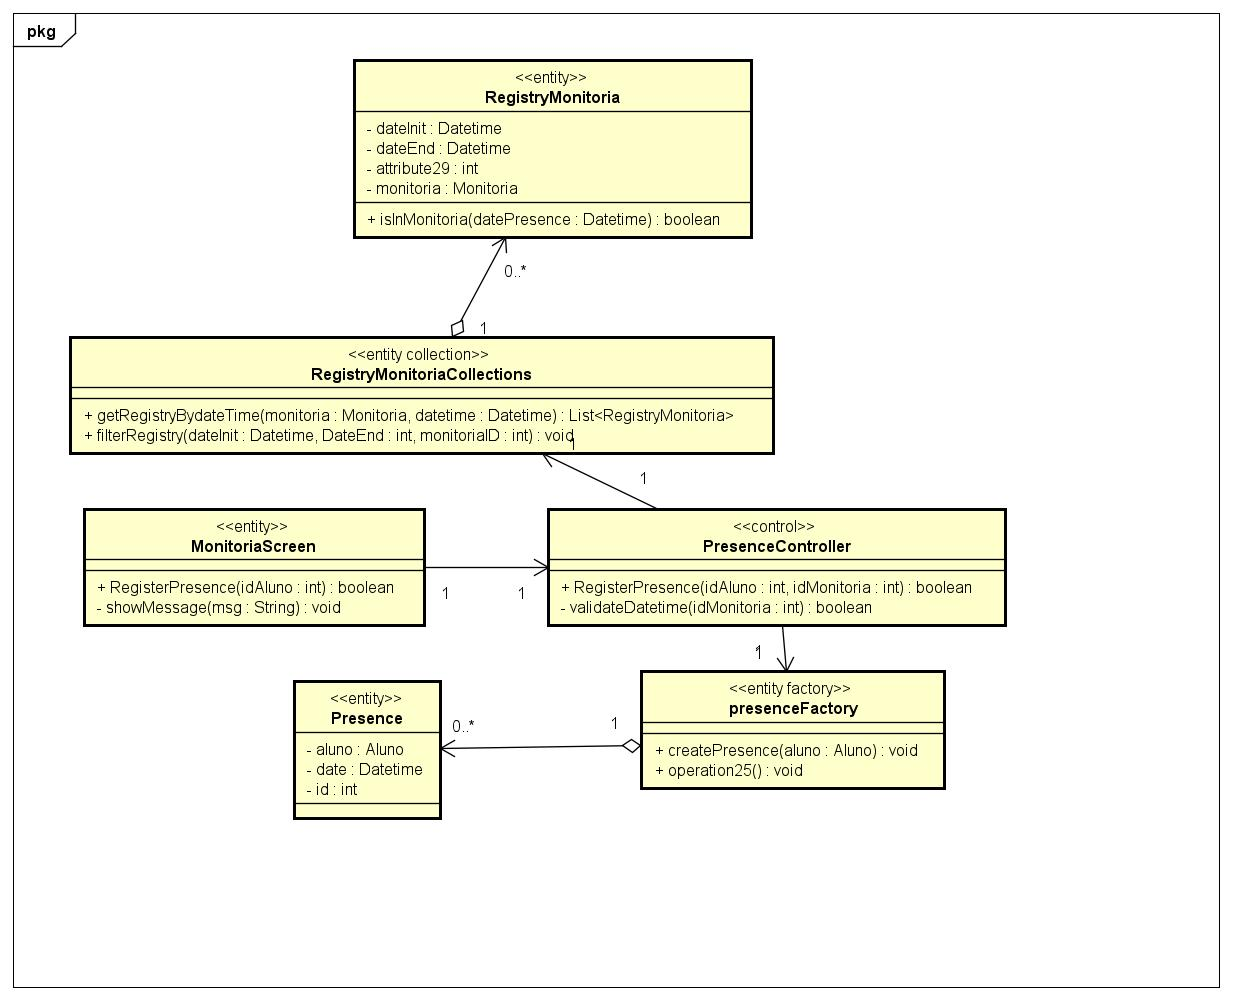 pkg
<<entity>>
RegistryMonitoria
- dateInit : Datetime
- dateEnd : Datetime
- attribute29 : int
- monitoria : Monitoria
+ isInMonitoria(datePresence : Datetime) : boolean
0..*
1
<<entity collection>>
RegistryMonitoriaCollections
+ getRegistryBydateTime(monitoria : Monitoria, datetime : Datetime) : List<RegistryMonitoria>
+ filterRegistry(dateInit : Datetime, DateEnd : int, monitoriaID : int) : void
1
1
<<entity>>
MonitoriaScreen
+ RegisterPresence(idAluno : int) : boolean
- showMessage(msg : String) : void
1
1
<<control>>
PresenceController
+ RegisterPresence(idAluno : int, idMonitoria : int) : boolean
- validateDatetime(idMonitoria : int) : boolean
1
<<entity>>
Presence
- aluno : Aluno
- date : Datetime
- id : int
0..*
1
<<entity factory>>
presenceFactory
+ createPresence(aluno : Aluno) : void
+ operation25() : void